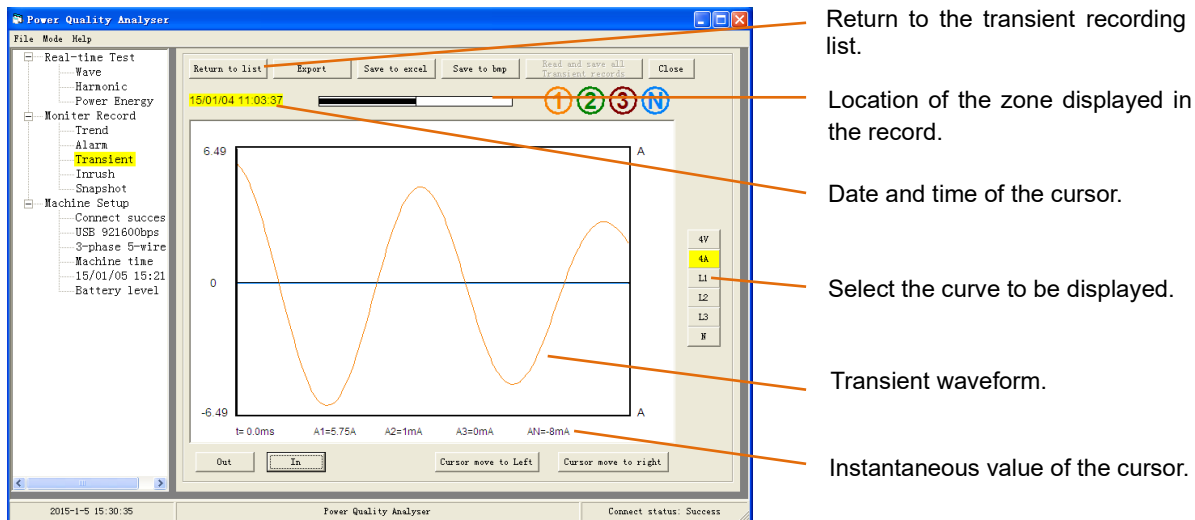 Power Quality Analyser
File Mode Help
Real-time Test
Wave
Harmonic
Power Energy
Moniter Record
Trend
Alarm
Transient
Inrush
Snapshot
Machine Setup
Connect succes
USB 921600bps
3-phase 5-wire
Machine time
15/01/05 15:21
Battery level
Return to list Export Save to excel Save to bmp Read and save all Transient records Close
15/01/04 11:03:37 1 2 3 N
6.49 A
0
-6.49 A
t= 0.0ms A1=5.75A A2=1mA A3=0mA AN=-8mA
4V
4A
L1
L2
L3
N
Out In Cursor move to Left Cursor move to right
2015-1-5 15:30:35 Power Quality Analyser Connect status: Success
Return to the transient recording
list.
Location of the zone displayed in
the record.
Date and time of the cursor.
Select the curve to be displayed.
Transient waveform.
Instantaneous value of the cursor.